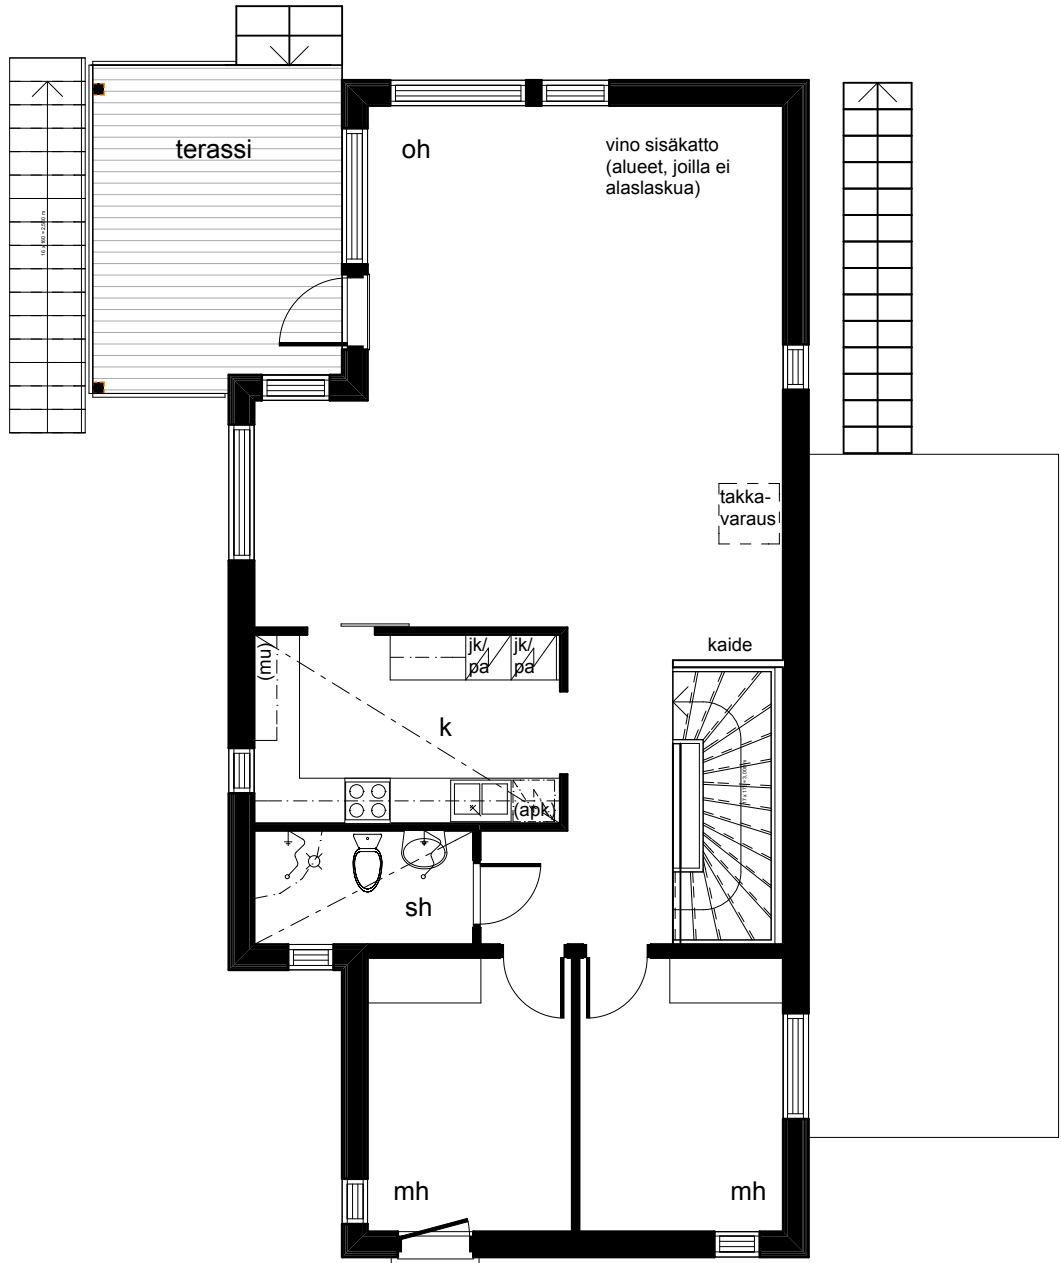 terassi
oh
vino sisäkatto
(alueet, joilla ei
alaslaskua)
takka-
varaus
kaide
(mu)
jk/
pa
jk/
pa
k
(apk)
sh
mh
mh